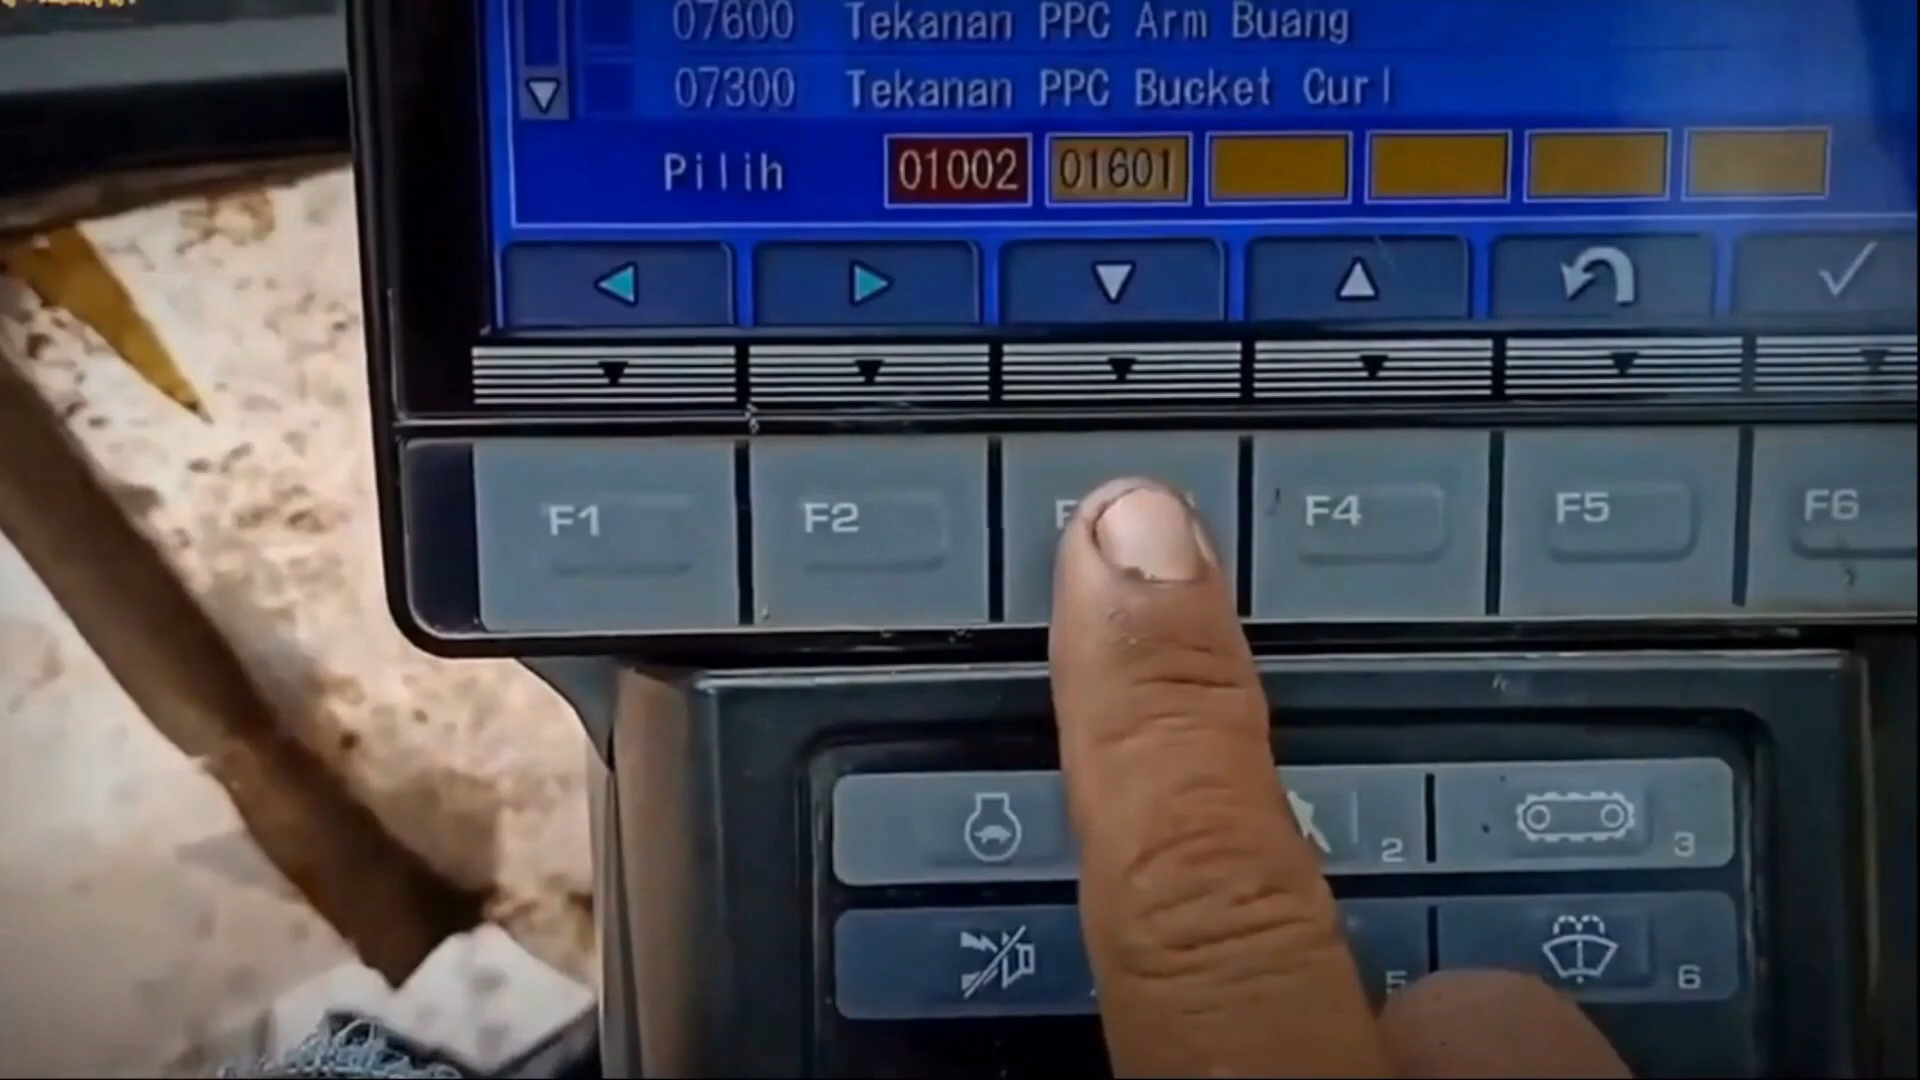 07600 Tekanan PPC Arm Buang
07300 Tekanan PPC Bucket Curl
Pilih 01002 01601
F1 F2 F F4 F5 F6
2 3
5 6